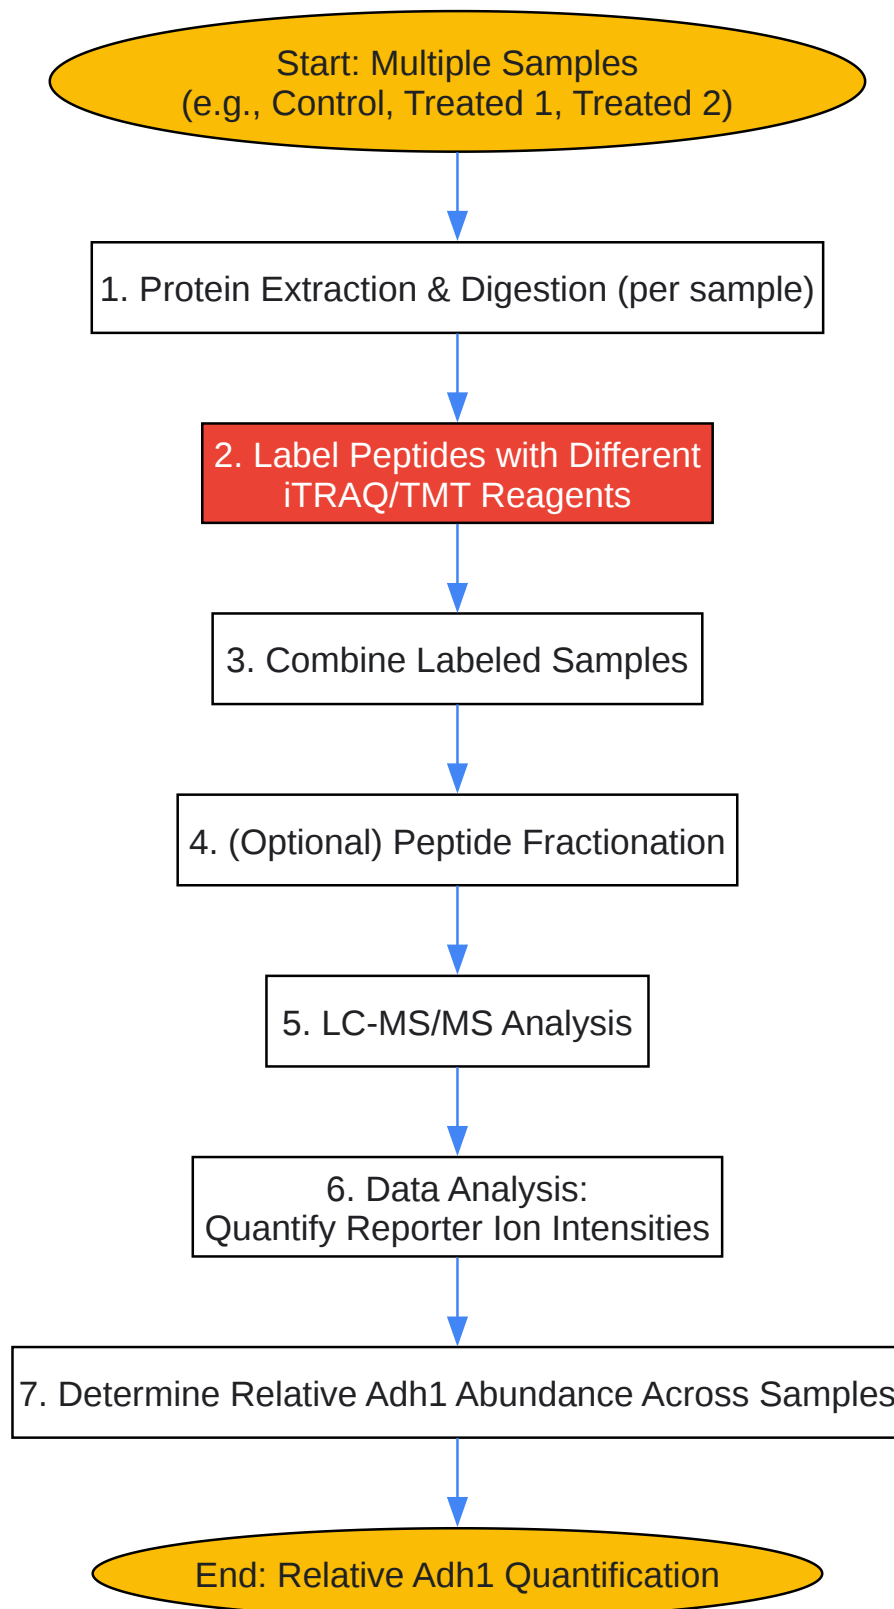 Start: Multiple Samples
(e.g., Control, Treated 1, Treated 2)
1. Protein Extraction & Digestion (per sample)
2. Label Peptides with Different
iTRAQ/TMT Reagents
3. Combine Labeled Samples
4. (Optional) Peptide Fractionation
5. LC-MS/MS Analysis
6. Data Analysis:
Quantify Reporter Ion Intensities
7. Determine Relative Adh1 Abundance Across Samples
End: Relative Adh1 Quantification